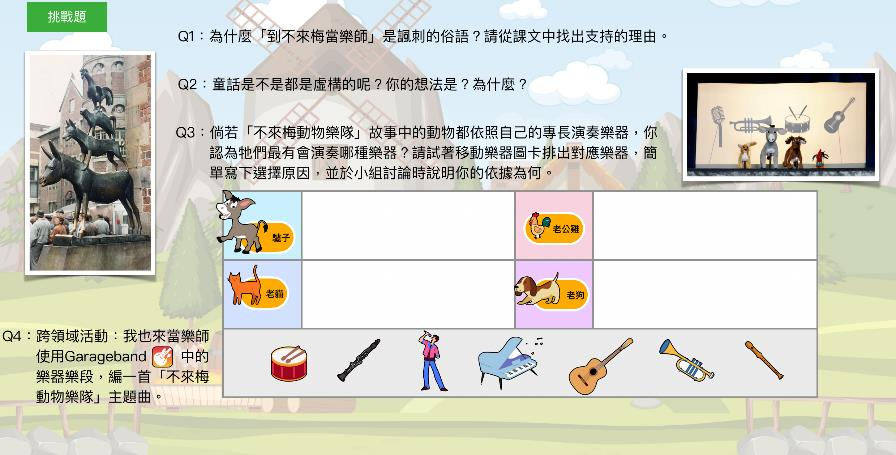 挑戰題
Q1：為什麼「到不來梅當樂師」是諷刺的俗語？請從課文中找出支持的理由。
Q2：童話是不是都是虛構的呢？你的想法是？為什麼？
Q3：倘若「不來梅動物樂隊」故事中的動物都依照自己的專長演奏樂器，你
認為牠們最有會演奏哪種樂器？請試著移動樂器圖卡排出對應樂器，簡
單寫下選擇原因，並於小組討論時說明你的依據為何。
驢子
老公雞
老貓
老狗
Q4：跨領域活動：我也來當樂師
使用Garageband 中的
樂器樂段，編一首「不來梅
動物樂隊」主題曲。